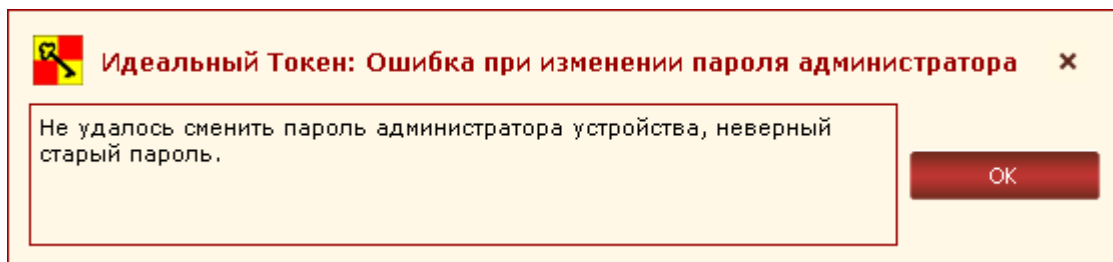 Идеальный Токен: Ошибка при изменении пароля администратора
Не удалось сменить пароль администратора устройства, неверный
старый пароль.
OK